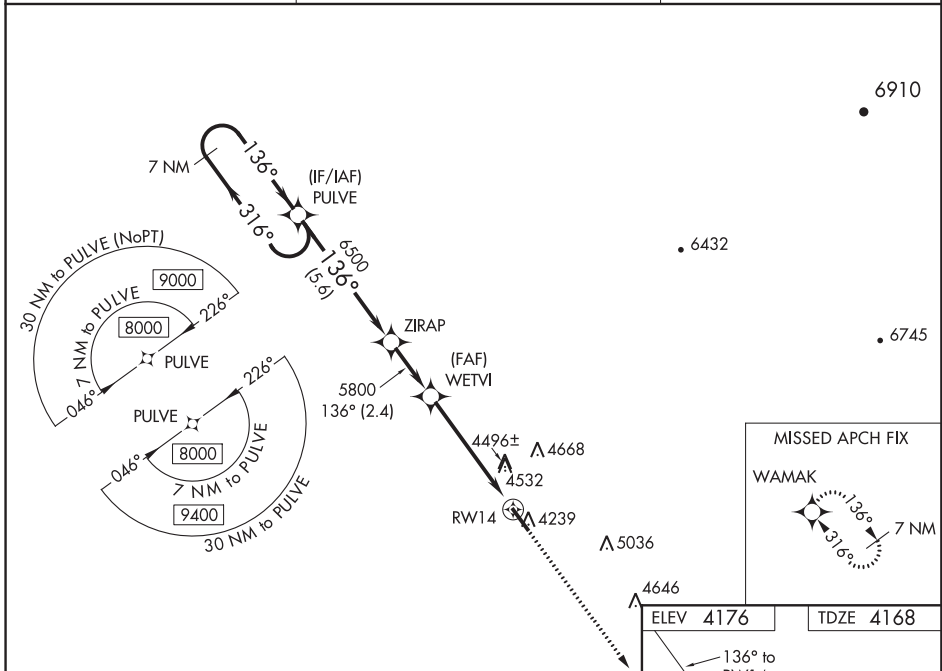 6910
7 NM
136°
316°
(IF/IAF)
PULVE
6500
136°
(5.6)
6432
30 NM to PULVE (NoPT)
9000
7 NM to PULVE
8000
226°
PULVE
046°
ZIRAP
6745
(FAF)
WETVI
5800
136° (2.4)
PULVE
226°
046°
8000
7 NM to PULVE
9400
30 NM to PULVE
4496±
4668
4532
RW14
4239
5036
4646
MISSED APCH FIX
WAMAK
136°
316°
7 NM
ELEV 4176
TDZE 4168
136° to